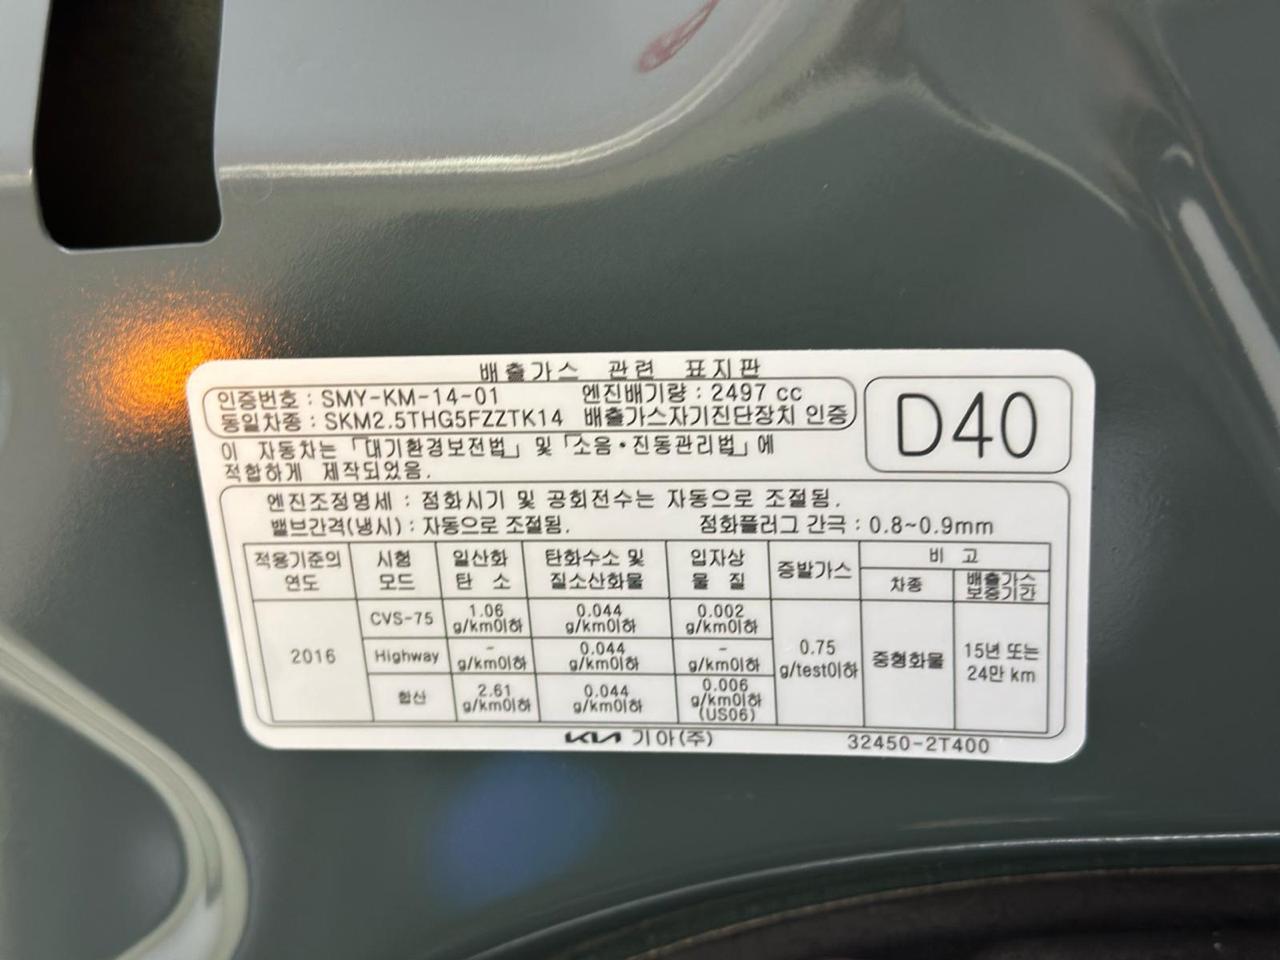 배출가스 관련 표지판
인증번호 : SMY-KM-14-01 엔진배기량 : 2497 cc
동일차종 : SKM2.5THG5FZZTK14 배출가스자기진단장치 인증
D40
이 자동차는 「대기환경보전법」 및 「소음·진동관리법」에
적합하게 제작되었음.
엔진조정명세 : 점화시기 및 공회전수는 자동으로 조절됨.
밸브간격(냉시) : 자동으로 조절됨. 점화플러그 간극 : 0.8~0.9mm
적용기준의 연도 시험 모드 일산화 탄 소 탄화수소 및 질소산화물 입자상 물 질 증발가스 비 고
차종 배출가스 보증기간
2016 CVS-75 1.06 g/km이하 0.044 g/km이하 0.002 g/km이하 0.75 g/test이하 중형화물 15년 또는 24만 km
Highway - g/km이하 0.044 g/km이하 - g/km이하
합산 2.61 g/km이하 0.044 g/km이하 0.006 g/km이하 (US06)
KIA 기아(주) 32450-2T400